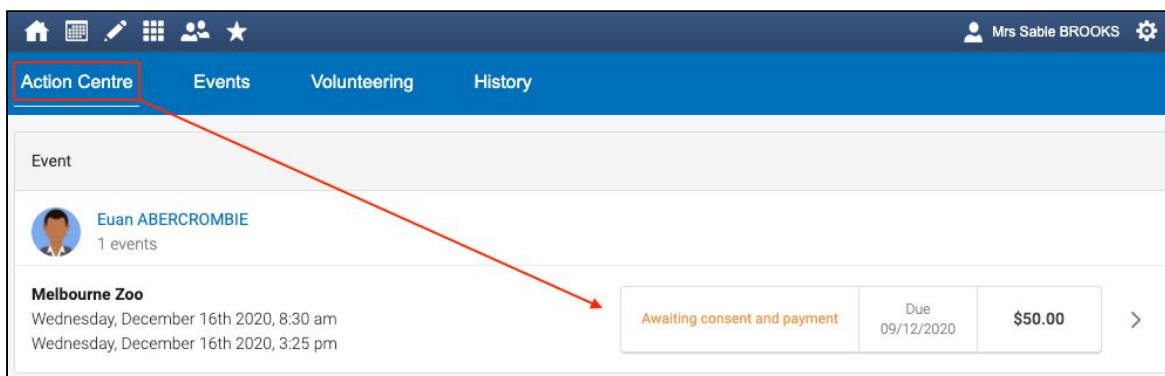 Mrs Sable BROOKS
Action Centre Events Volunteering History
Event
Euan ABERCROMBIE
1 events
Melbourne Zoo
Wednesday, December 16th 2020, 8:30 am
Wednesday, December 16th 2020, 3:25 pm
Awaiting consent and payment
Due
09/12/2020
$50.00